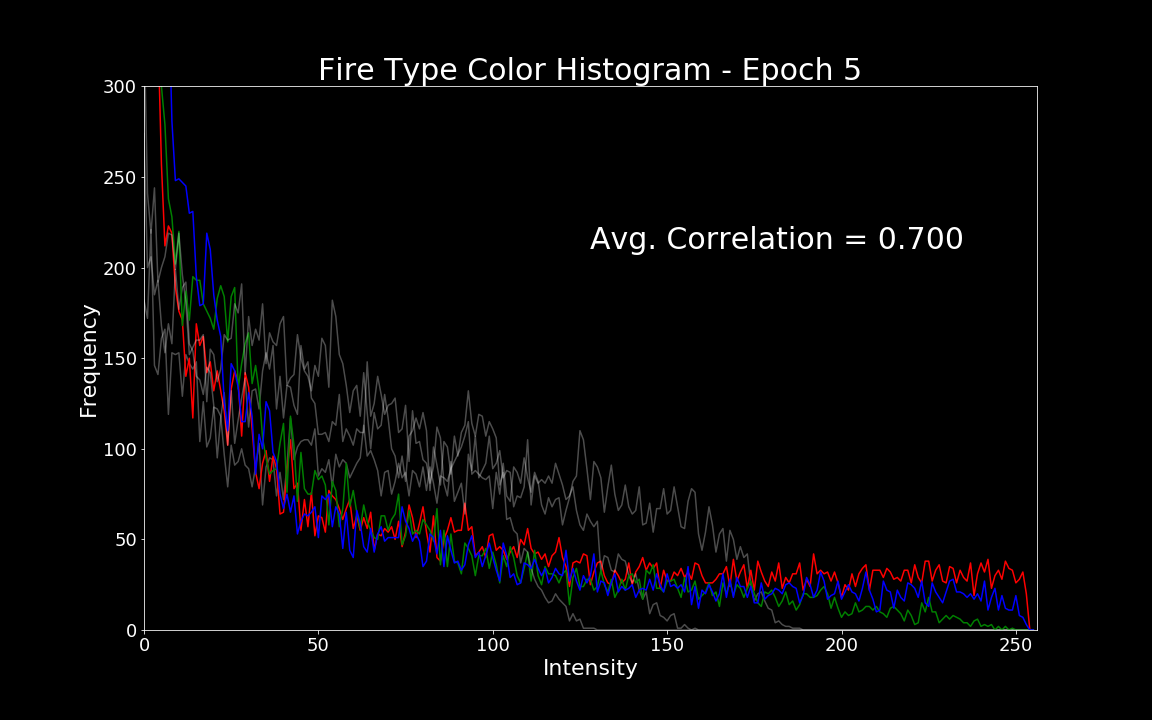 Fire Type Color Histogram - Epoch 5
300
250
200
150
100
50
0
Frequency
Avg. Correlation = 0.700
0 50 100 150 200 250
Intensity